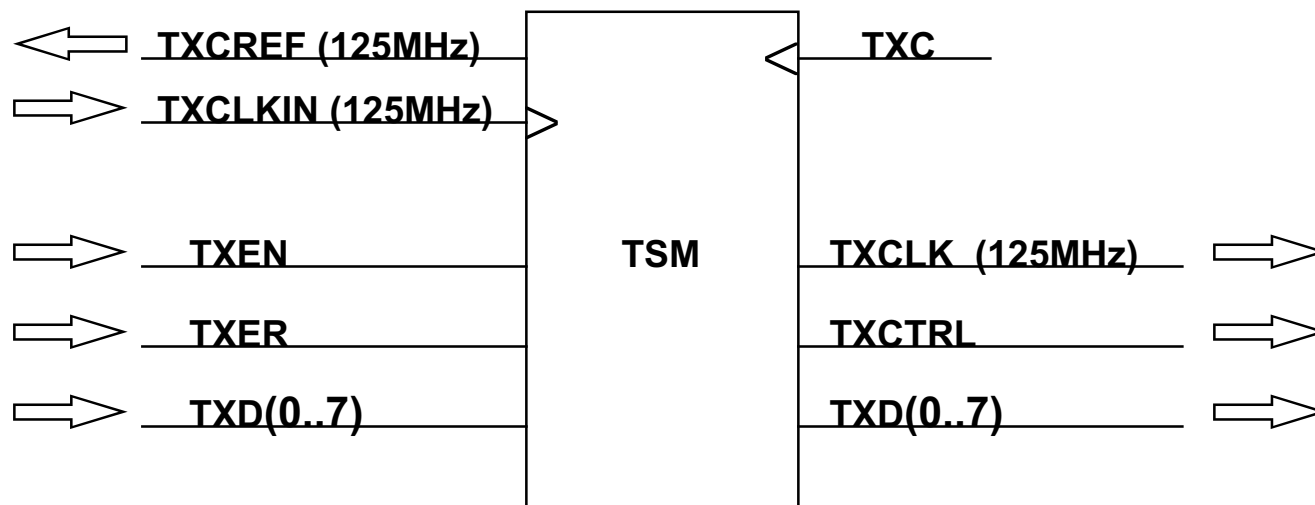 TXCREF (125MHz)
TXC
TXCLKIN (125MHz)
TXEN
TSM
TXCLK (125MHz)
TXER
TXCTRL
TXD(0..7)
TXD(0..7)